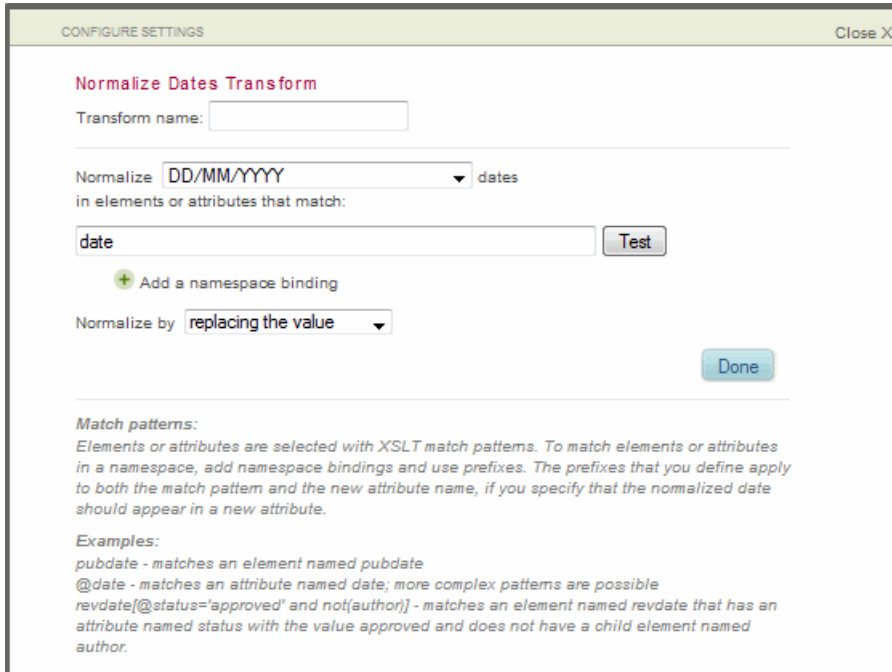 CONFIGURE SETTINGS Close X
Normalize Dates Transform
Transform name:
Normalize DD/MM/YYYY dates
in elements or attributes that match:
date Test
+ Add a namespace binding
Normalize by replacing the value
Done
Match patterns:
Elements or attributes are selected with XSLT match patterns. To match elements or attributes
in a namespace, add namespace bindings and use prefixes. The prefixes that you define apply
to both the match pattern and the new attribute name, if you specify that the normalized date
should appear in a new attribute.
Examples:
pubdate - matches an element named pubdate
@date - matches an attribute named date; more complex patterns are possible
revdate[@status='approved' and not(author)] - matches an element named revdate that has an
attribute named status with the value approved and does not have a child element named
author.